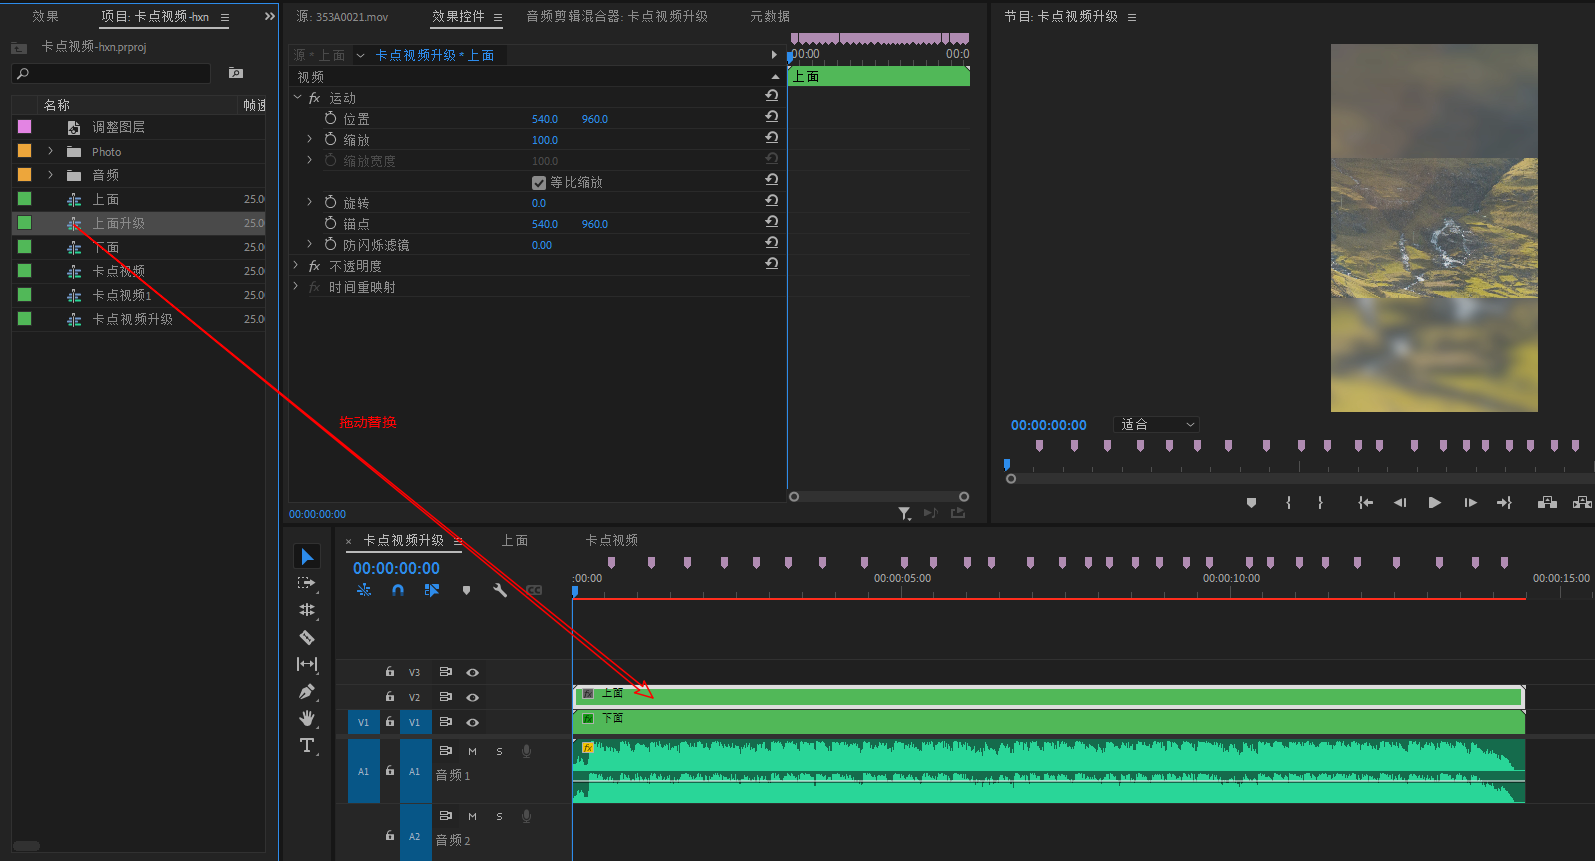 效果
项目: 卡点视频-hxn
卡点视频-hxn.prproj
名称
帧速
调整图层
Photo
音频
上面
25.0
上面升级
25.0
下面
25.0
卡点视频
25.0
卡点视频1
25.0
卡点视频升级
25.0
源: 353A0021.mov
效果控件
音频剪辑混合器: 卡点视频升级
元数据
源 * 上面
卡点视频升级 * 上面
00:00
00:0
视频
上面
fx 运动
位置
540.0
960.0
缩放
100.0
缩放宽度
100.0
等比缩放
旋转
0.0
锚点
540.0
960.0
防闪烁滤镜
0.00
fx 不透明度
fx 时间重映射
拖动替换
00:00:00:00
节目: 卡点视频升级
00:00:00:00
适合
× 卡点视频升级
上面
卡点视频
00:00:00:00
:00:00
00:00:05:00
00:00:10:00
00:00:15:00
CC
V3
V2
fx 上面
V1
V1
fx 下面
A1
A1
M
S
音频 1
fx
A2
M
S
音频 2